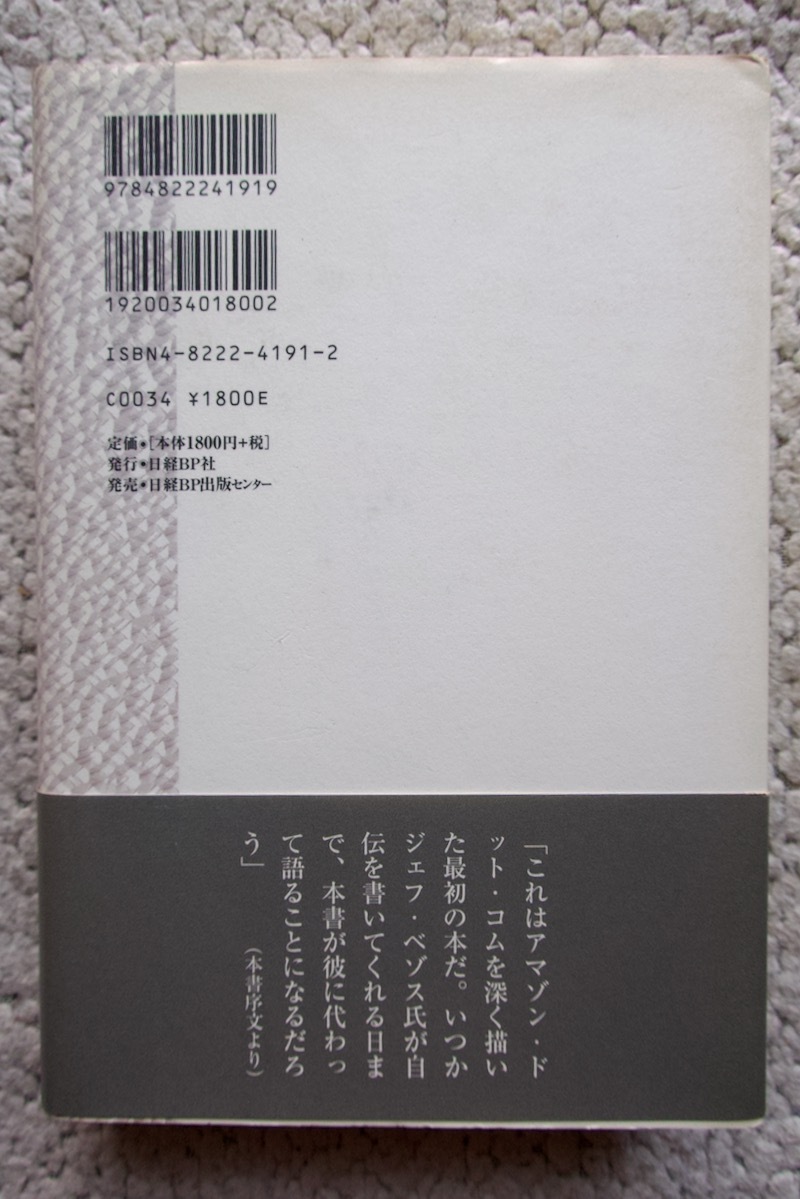 9784822241919
1920034018002
ISBN4-8222-4191-2
C0034 ¥1800E
定価•[本体1800円+税]
発行•日経BP社
発売•日経BP出版センター
「これはアマゾン・ド
ット・コムを深く描い
た最初の本だ。いつか
ジェフ・ベゾス氏が自
伝を書いてくれる日ま
で、本書が彼に代わっ
て語ることになるだろ
う」
(本書序文より)